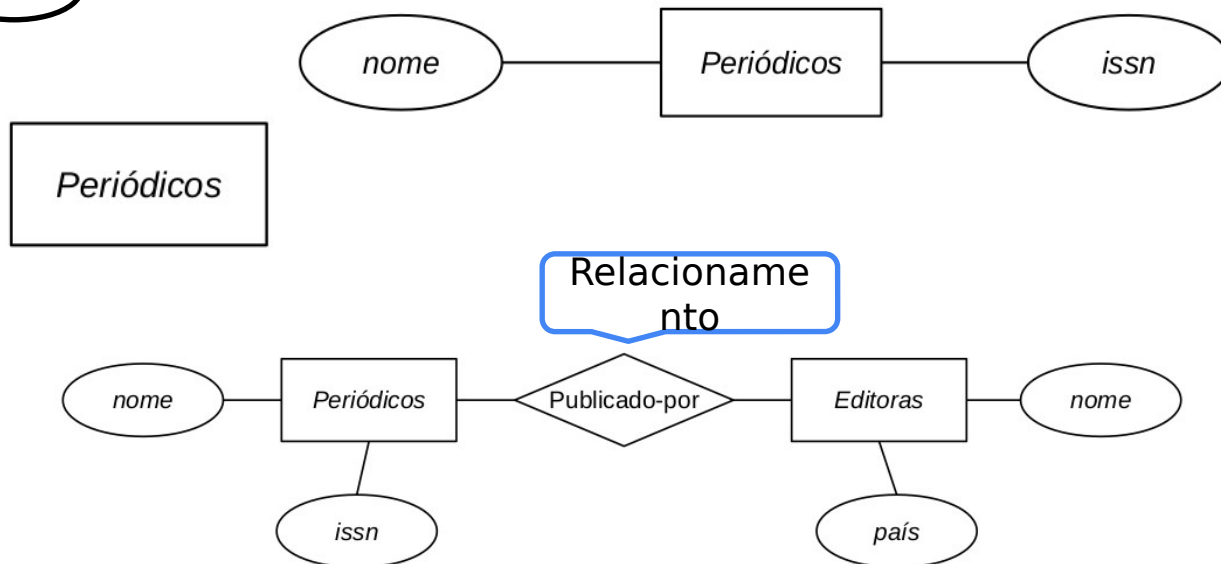 nome
Periódicos
issn
Periódicos
Relacioname
nto
nome
Periódicos
Publicado-por
Editoras
nome
issn
país